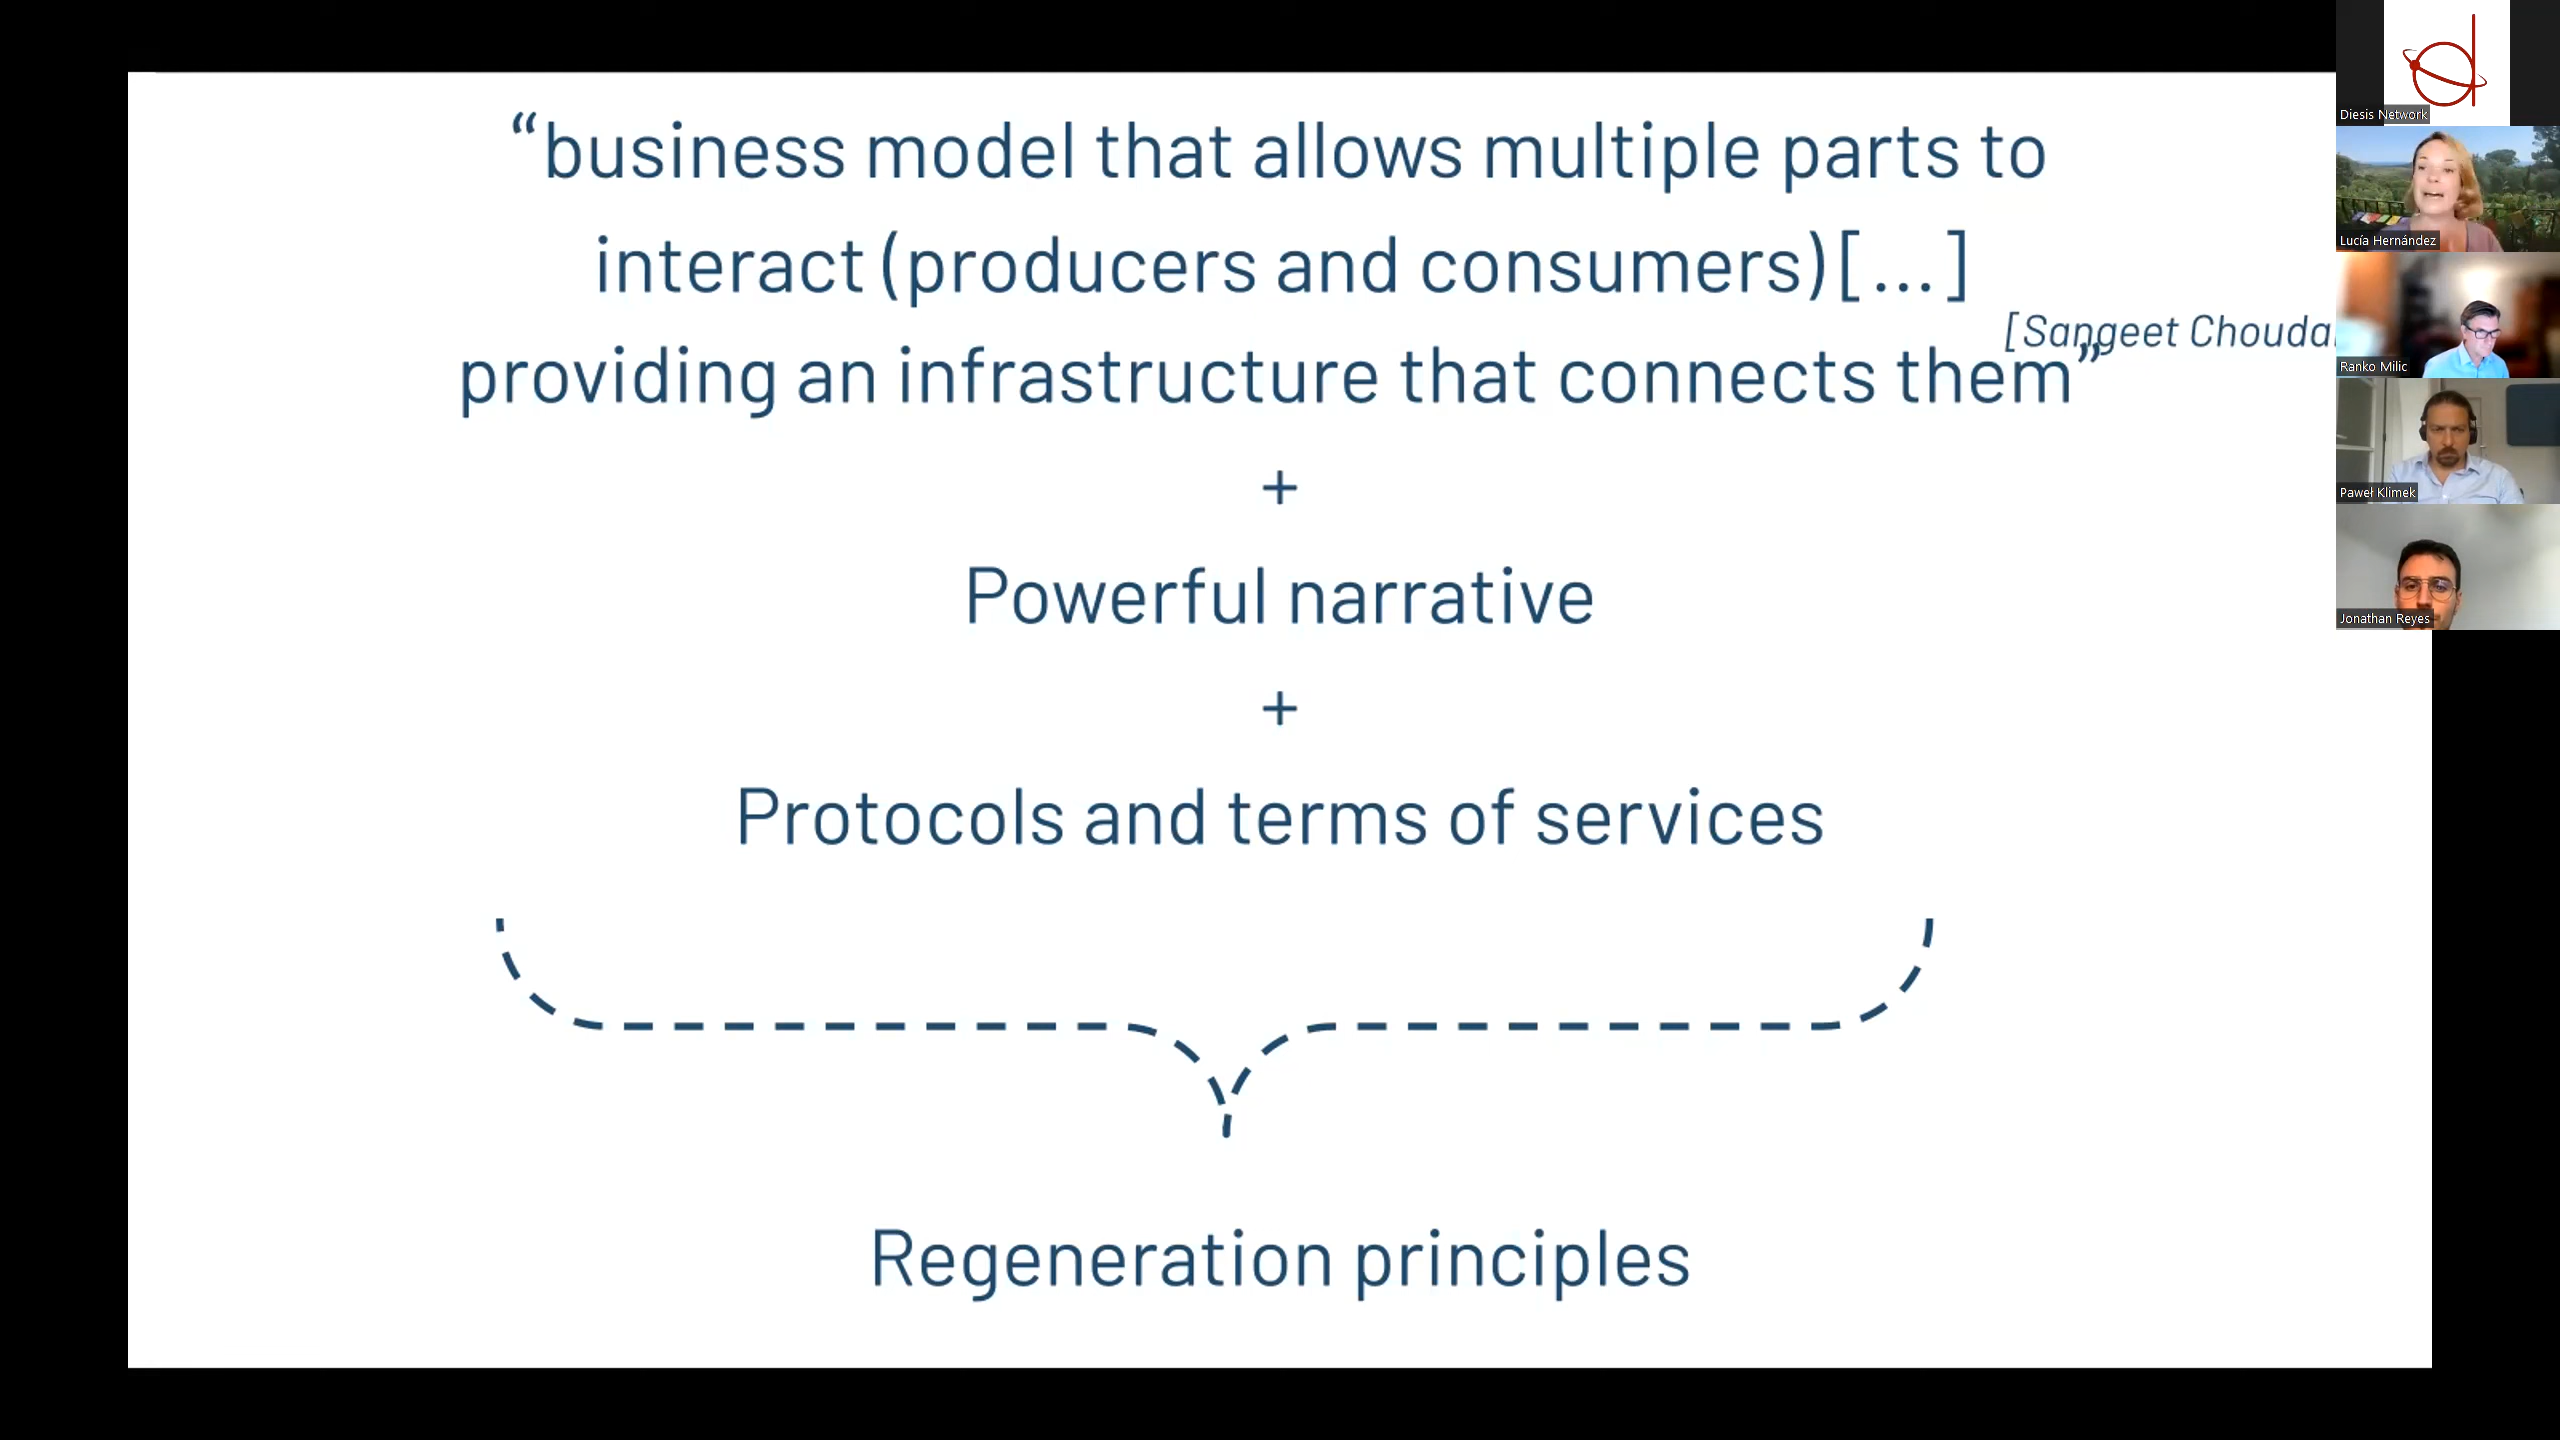 “business model that allows multiple parts to
interact (producers and consumers) [...]
[Sangeet
providing an infrastructure that connects them”
+
Powerful narrative
+
Protocols and terms of services
Regeneration principles
Diesis Network
Lucía Hernández
Ranko Milic
Paweł Klimek
Jonathan Reyes